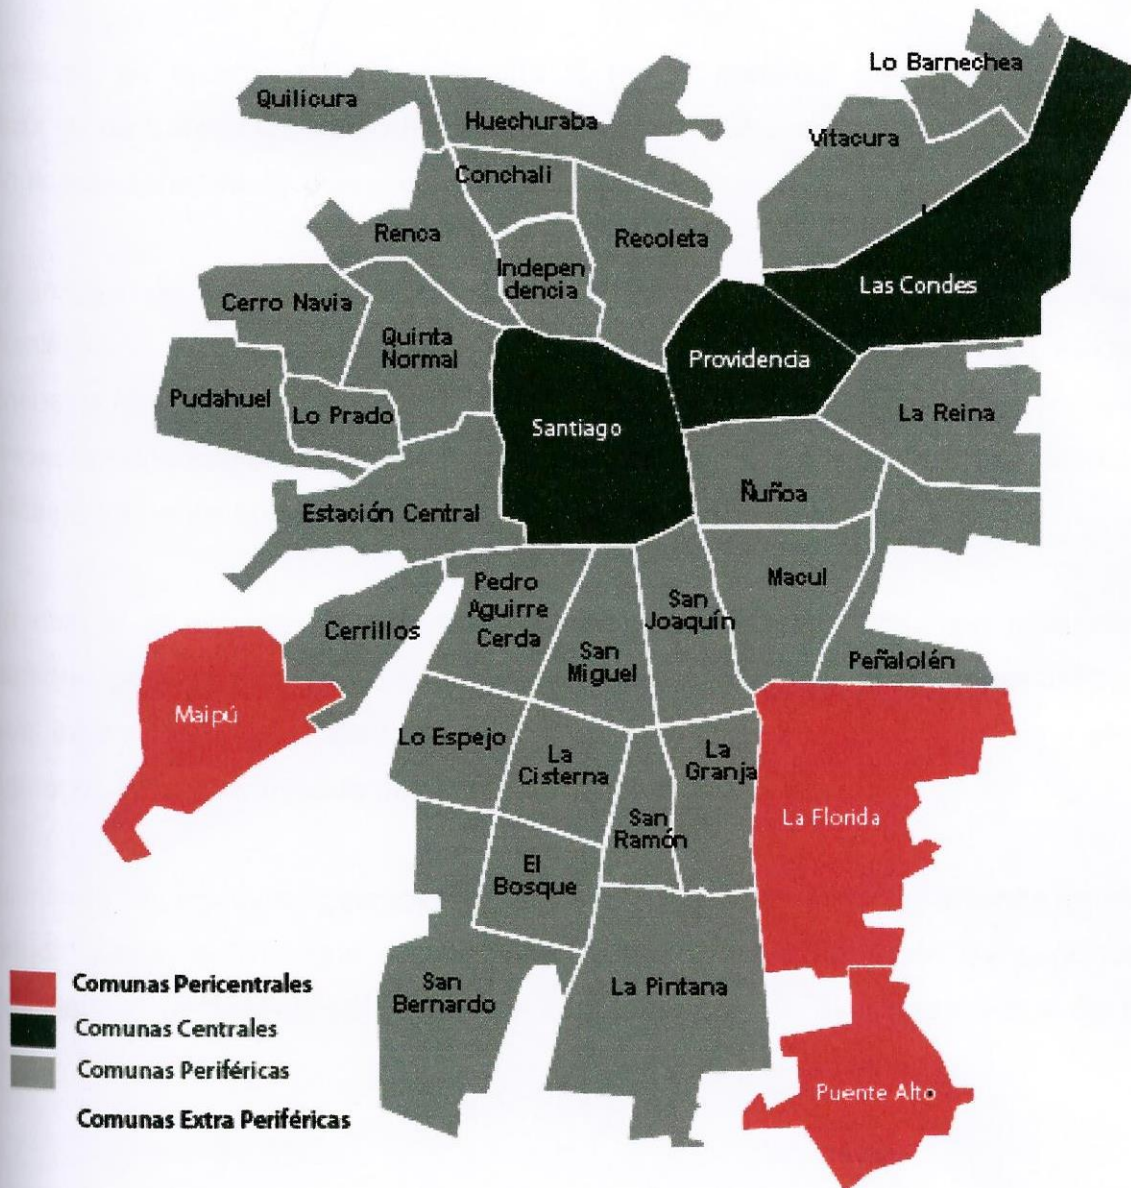 Lo Barnechea
Quilicura
Huechuraba
Vitacura
Conchali
Renca
Recoleta
Indepen
dencia
Las Condes
Cerro Navia
Quinta
Normal
Providencia
Pudahuel
Lo Prado
Santiago
La Reina
Estación Central
Ñuñoa
Pedro
Aguirre
Cerda
Macul
San
Joaquín
Cerrillos
San
Miguel
Peñalolén
Maipú
Lo Espejo
La
Cisterna
La
Granja
San
Ramón
La Florida
El
Bosque
San
Bernardo
La Pintana
Puente Alto
Comunas Pericentrales
Comunas Centrales
Comunas Periféricas
Comunas Extra Periféricas